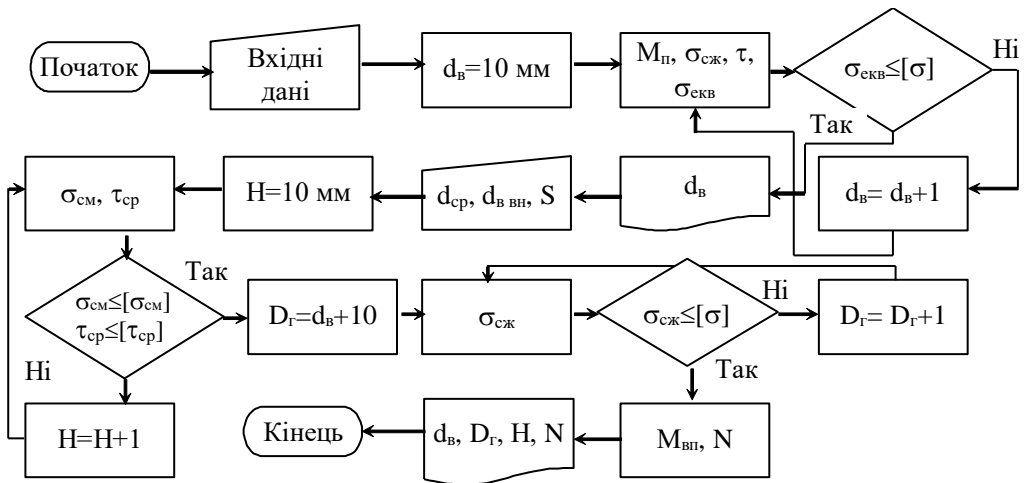 Початок
Вхідні
дані
dв=10 мм
Mп, σсж, τ,
σекв
σекв≤[σ]
Ні
Так
dв= dв+1
dв
dср, dв вн, S
H=10 мм
σсм, τср
σсм≤[σсм]
τср≤[τср]
Так
Ні
H=H+1
Dг=dв+10
σсж
σсж≤[σ]
Ні
Dг= Dг+1
Так
Mвп, N
dв, Dг, H, N
Кінець